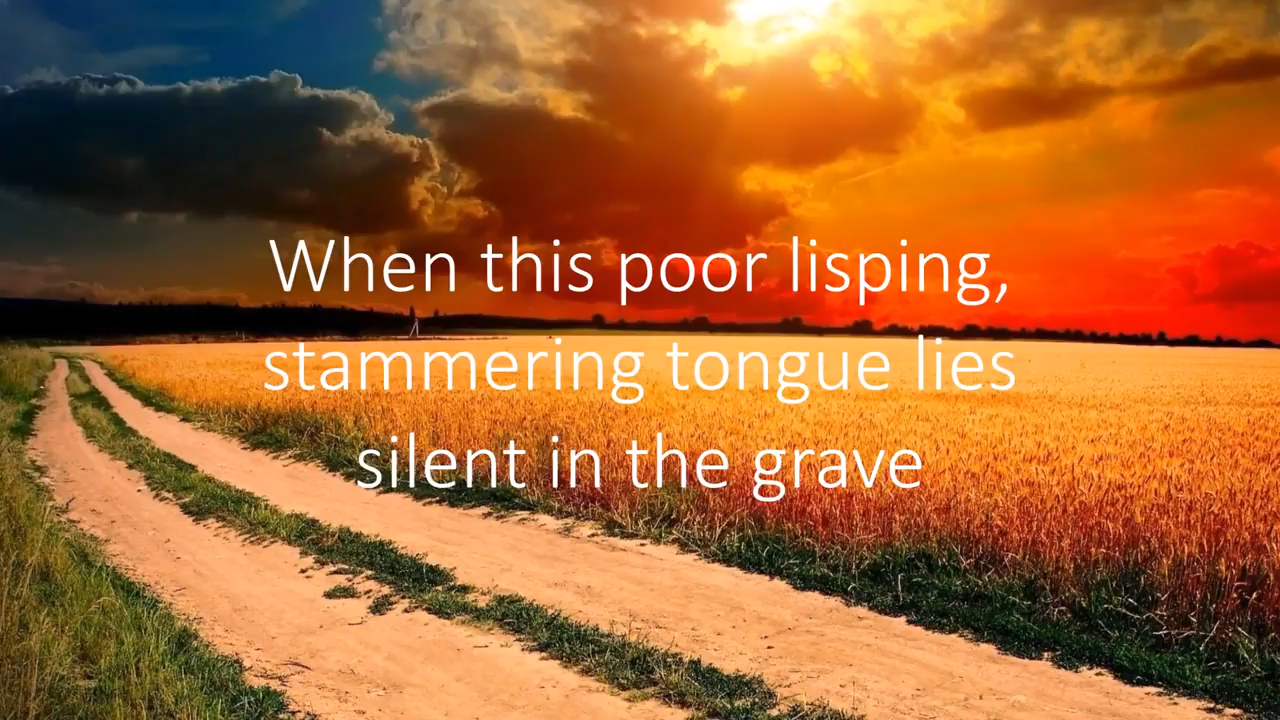 When this poor lisping,
stammering tongue lies
silent in the grave